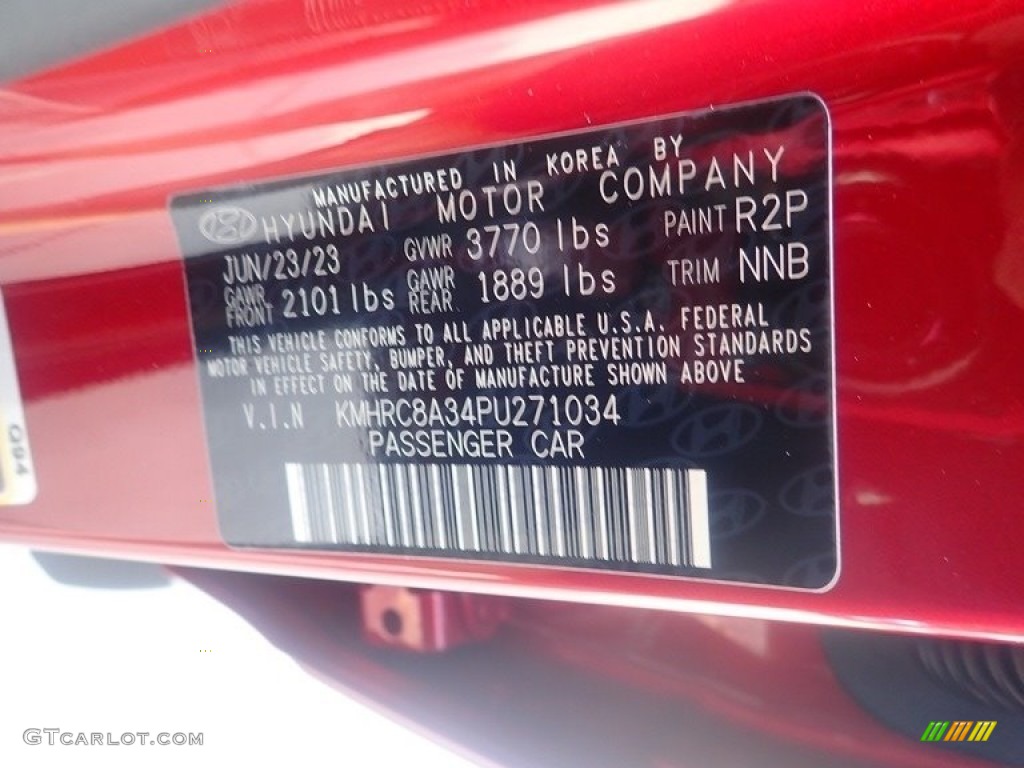 MANUFACTURED IN KOREA BY
HYUNDAI MOTOR COMPANY
JUN/23/23 GVWR 3770 lbs PAINT R2P
GAWR FRONT 2101 lbs GAWR REAR 1889 lbs TRIM NNB
THIS VEHICLE CONFORMS TO ALL APPLICABLE U.S.A. FEDERAL
MOTOR VEHICLE SAFETY, BUMPER, AND THEFT PREVENTION STANDARDS
IN EFFECT ON THE DATE OF MANUFACTURE SHOWN ABOVE
V.I.N KMHRC8A34PU271034
PASSENGER CAR
Q94
GTCARLOT.COM